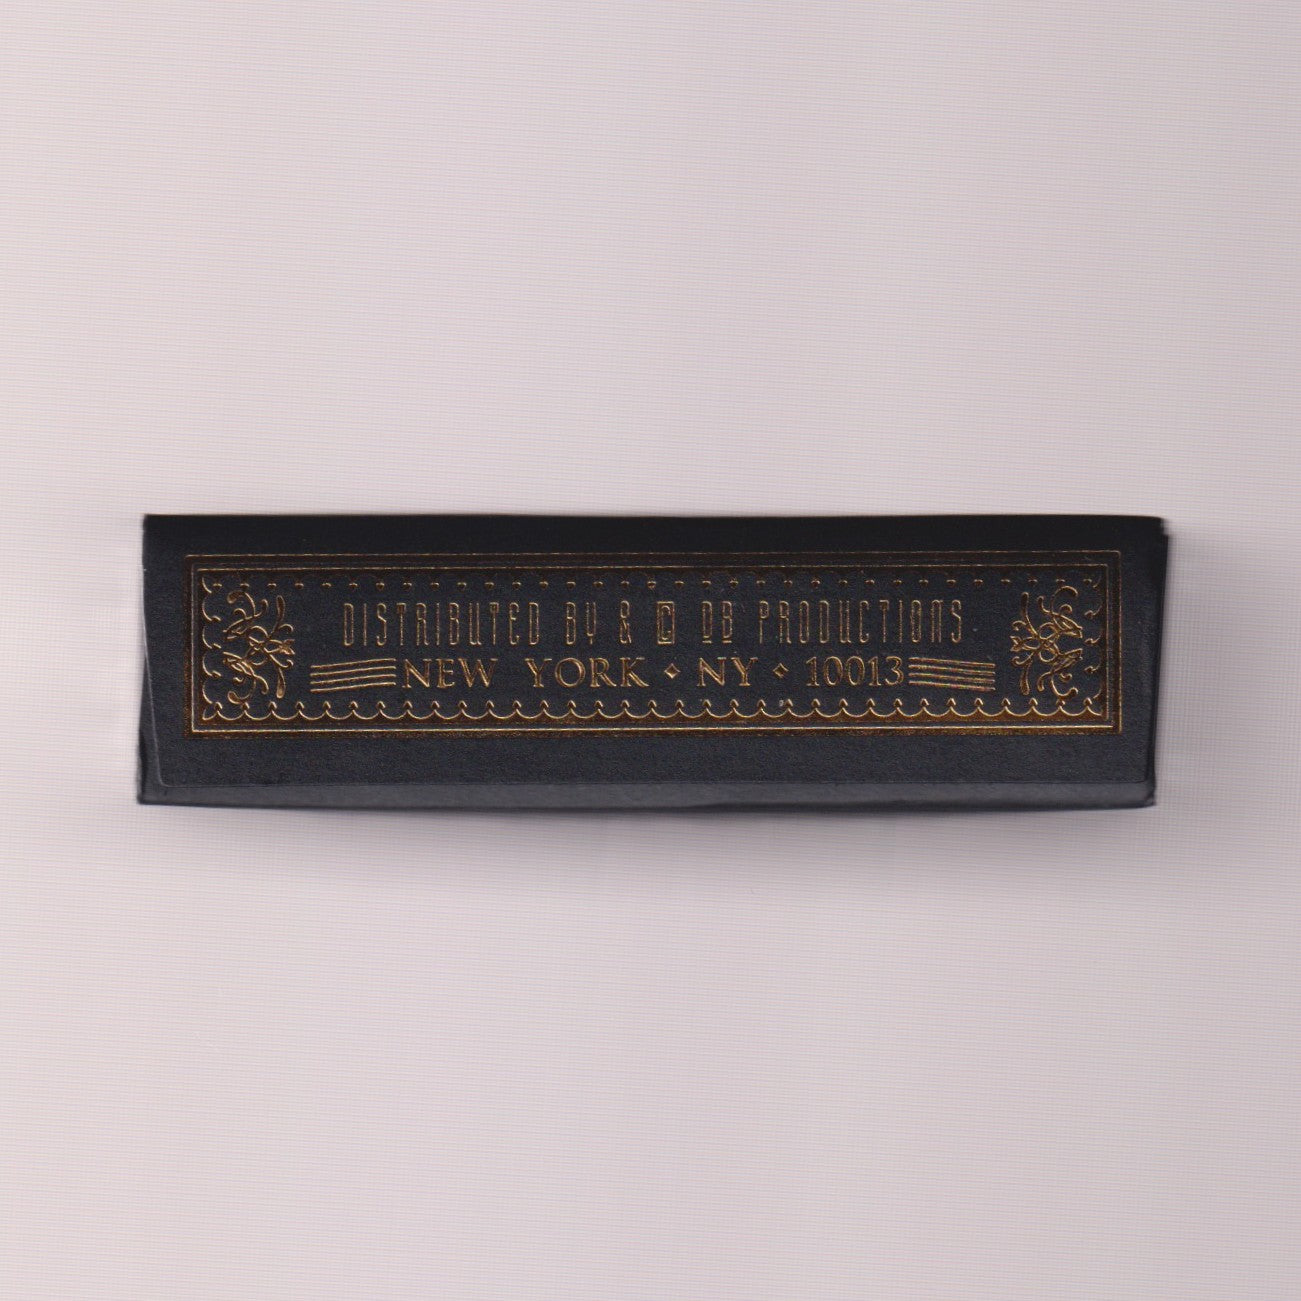 DISTRIBUTED BY & © DB PRODUCTIONS
NEW YORK • NY • 10013